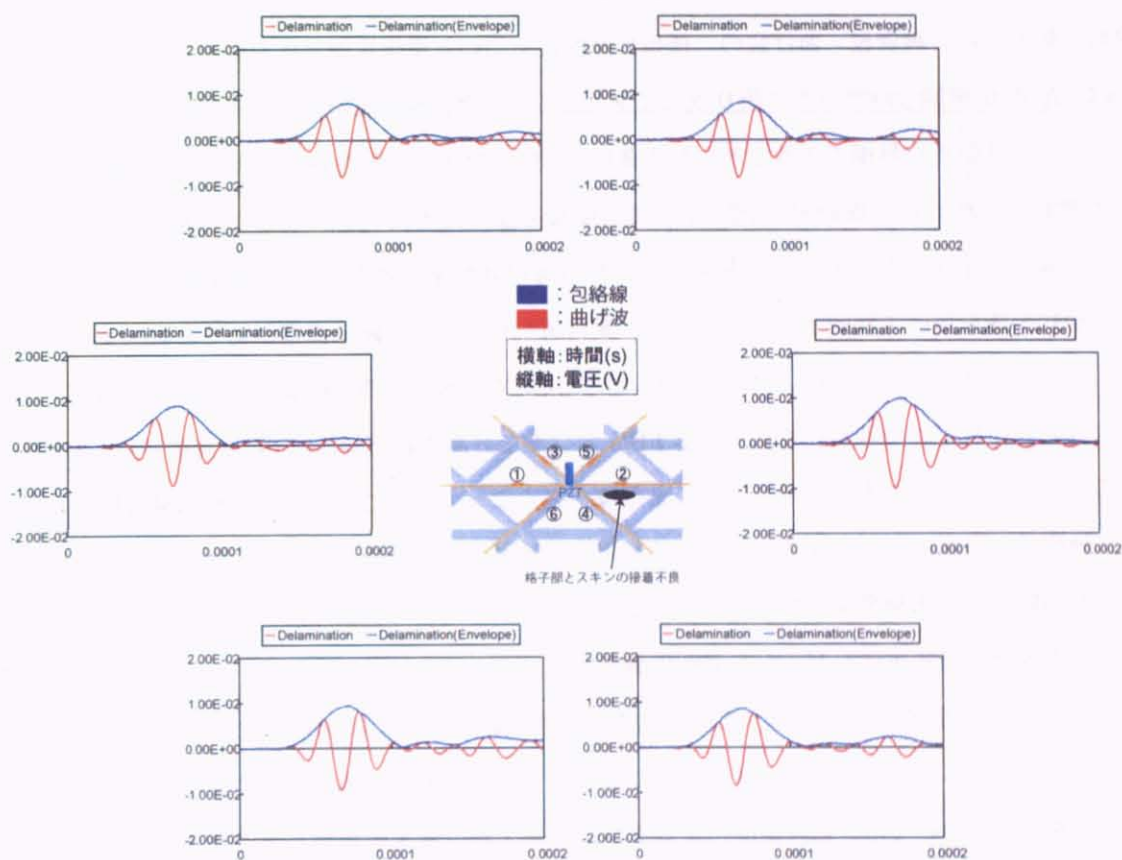 Delamination Delamination(Envelope)
2.00E-02
1.00E-02
0.00E+00
-1.00E-02
-2.00E-02
0 0.0001 0.0002
Delamination Delamination(Envelope)
2.00E-02
1.00E-02
0.00E+00
-1.00E-02
-2.00E-02
0 0.0001 0.0002
Delamination Delamination(Envelope)
2.00E-02
1.00E-02
0.00E+00
-1.00E-02
-2.00E-02
0 0.0001 0.0002
:包絡線
:曲げ波
横軸:時間(s)
縦軸:電圧(V)
③ ⑤
① ②
PZT
⑥ ④
格子部とスキンの接着不良
Delamination Delamination(Envelope)
2.00E-02
1.00E-02
0.00E+00
-1.00E-02
-2.00E-02
0 0.0001 0.0002
Delamination Delamination(Envelope)
2.00E-02
1.00E-02
0.00E+00
-1.00E-02
-2.00E-02
0 0.0001 0.0002
Delamination Delamination(Envelope)
2.00E-02
1.00E-02
0.00E+00
-1.00E-02
-2.00E-02
0 0.0001 0.0002